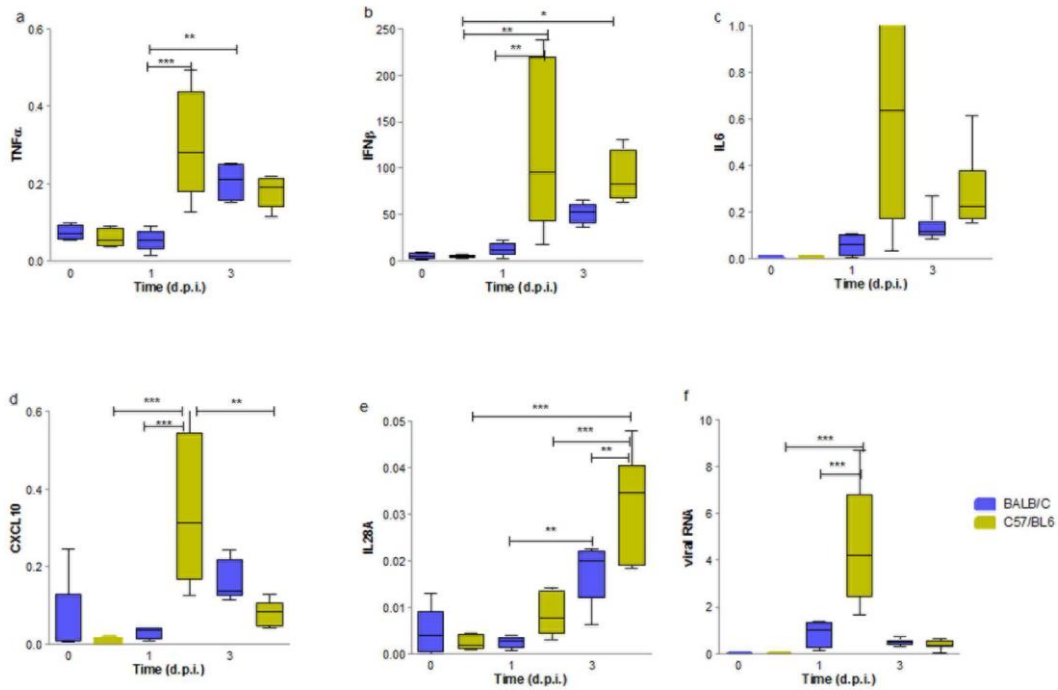 a
TNFα
0.6
0.4
0.2
0.0
**
***
0 1 3
Time (d.p.i.)
b
IFNβ
250
200
150
100
50
0
*
**
**
0 1 3
Time (d.p.i.)
c
IL6
1.0
0.8
0.6
0.4
0.2
0.0
0 1 3
Time (d.p.i.)
d
CXCL10
0.6
0.4
0.2
0.0
*** **
***
0 1 3
Time (d.p.i.)
e
IL28A
0.05
0.04
0.03
0.02
0.01
0.00
***
***
**
**
0 1 3
Time (d.p.i.)
f
viral RNA
10
8
6
4
2
0
***
***
0 1 3
Time (d.p.i.)
BALB/C
C57/BL6